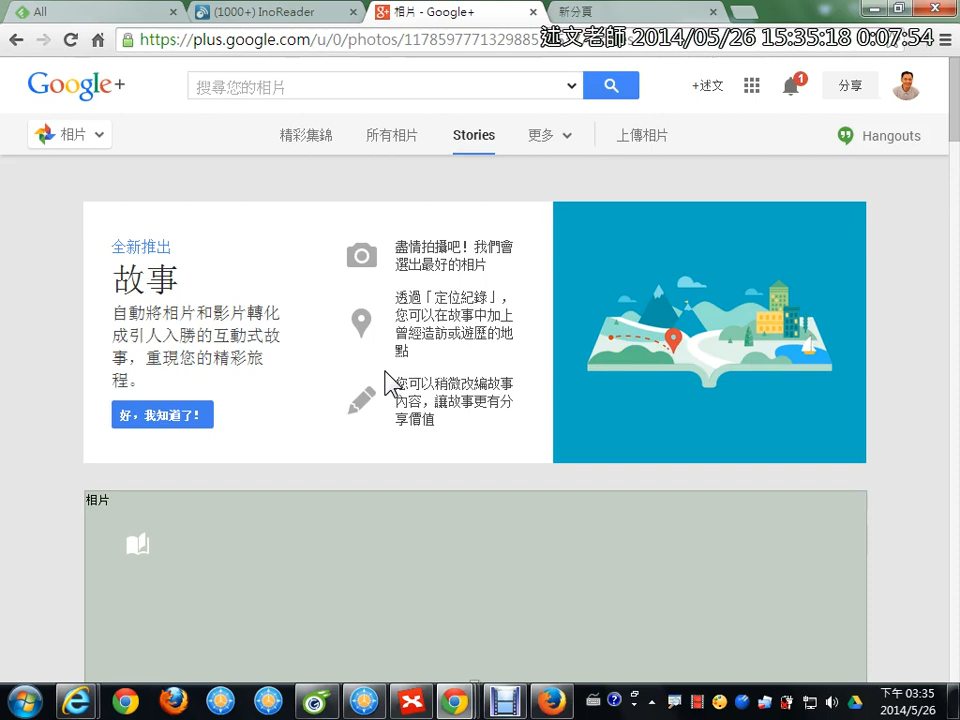 All
(1000+) InoReader
相片 - Google+
新分頁
https://plus.google.com/u/0/photos/1178597771329885
述文老師 2014/05/26 15:35:18 0:07:54
Google+
搜尋您的相片
+述文
1
分享
相片
精彩集錦
所有相片
Stories
更多
上傳相片
Hangouts
全新推出
故事
自動將相片和影片轉化
成引人入勝的互動式故
事，重現您的精彩旅
程。
好，我知道了！
盡情拍攝吧！我們會
選出最好的相片
透過「定位紀錄」，
您可以在故事中加上
曾經造訪或遊歷的地
點
您可以稍微改編故事
內容，讓故事更有分
享價值
相片
下午 03:35
2014/5/26